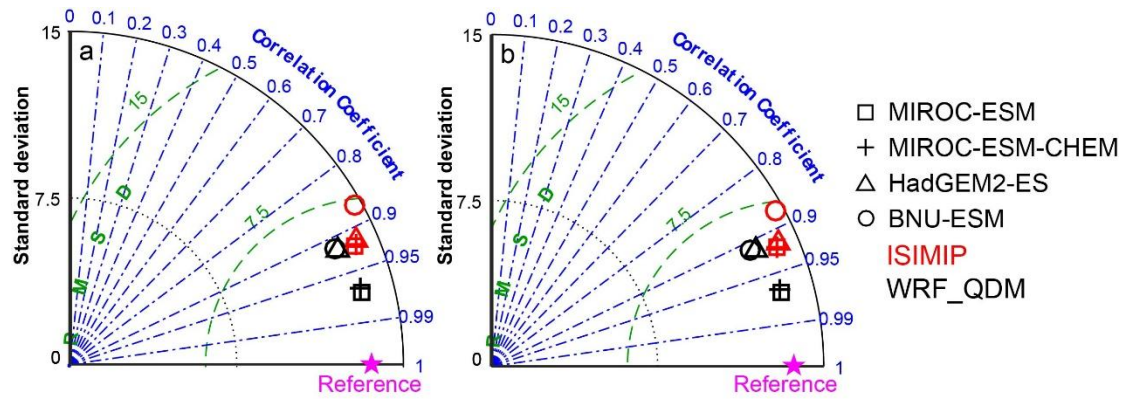 a
15
7.5
0
Standard deviation
0 0.1 0.2 0.3 0.4 0.5 0.6 0.7 0.8 0.9 0.95 0.99 1
Correlation Coefficient
15
7.5
R M S D
Reference
b
15
7.5
0
Standard deviation
0 0.1 0.2 0.3 0.4 0.5 0.6 0.7 0.8 0.9 0.95 0.99 1
Correlation Coefficient
15
7.5
R M S D
Reference
MIROC-ESM
MIROC-ESM-CHEM
HadGEM2-ES
BNU-ESM
ISIMIP
WRF_QDM